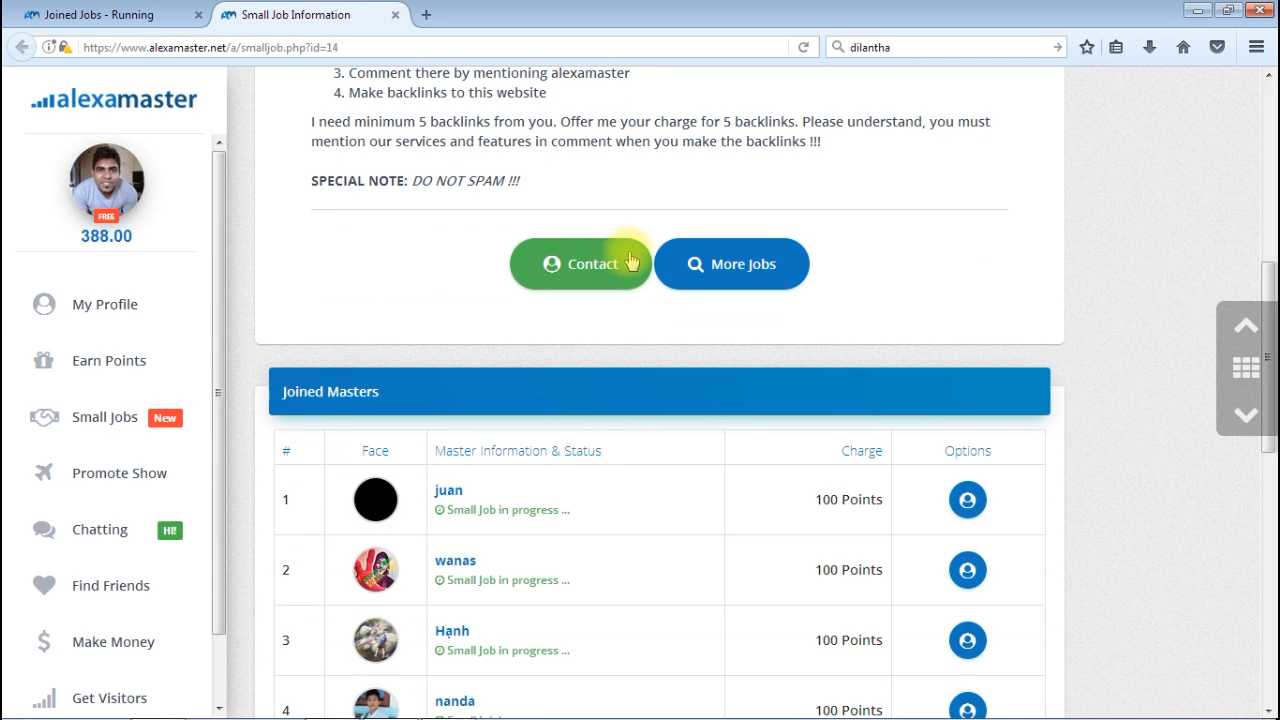 Joined Jobs - Running
Small Job Information
https://www.alexamaster.net/a/smalljob.php?id=14
dilantha
alexamaster
FREE
388.00
My Profile
Earn Points
Small Jobs New
Promote Show
Chatting HI!
Find Friends
Make Money
Get Visitors
3. Comment there by mentioning alexamaster
4. Make backlinks to this website
I need minimum 5 backlinks from you. Offer me your charge for 5 backlinks. Please understand, you must
mention our services and features in comment when you make the backlinks !!!
SPECIAL NOTE: DO NOT SPAM !!!
Contact
More Jobs
Joined Masters
# Face Master Information & Status Charge Options
1 juan 100 Points
Small Job in progress ...
2 wanas 100 Points
Small Job in progress ...
3 Hạnh 100 Points
Small Job in progress ...
4 nanda 100 Points